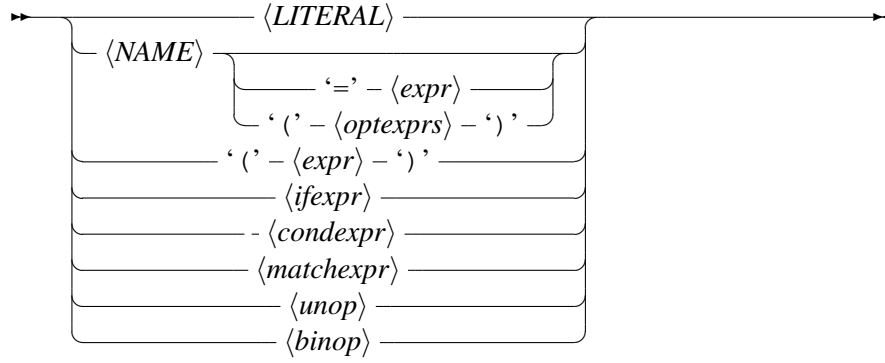 ⟨LITERAL⟩
⟨NAME⟩
‘=’ – ⟨expr⟩
‘(’ – ⟨optexprs⟩ – ‘)’
‘(’ – ⟨expr⟩ – ‘)’
⟨ifexpr⟩
⟨condexpr⟩
⟨matchexpr⟩
⟨unop⟩
⟨binop⟩